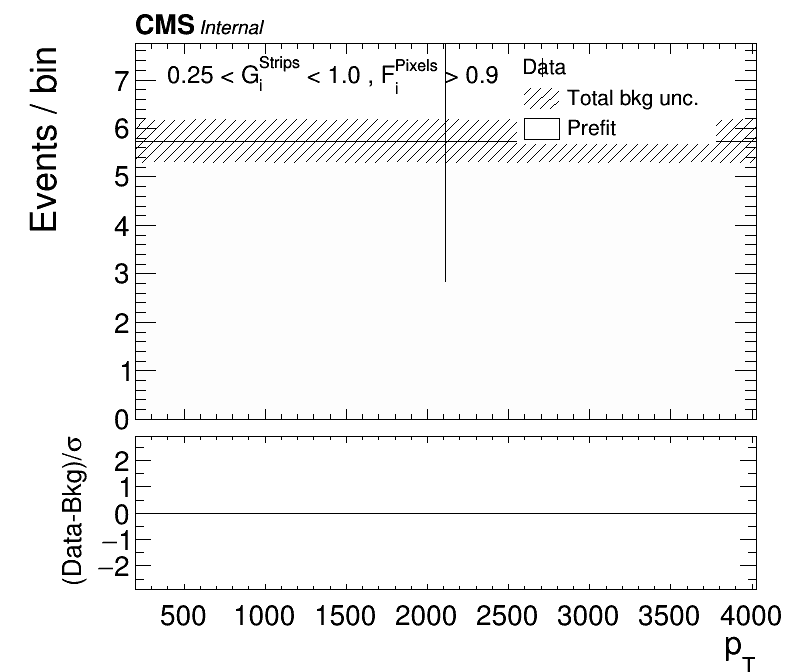 CMS Internal
0.25 < G_i^Strips < 1.0 , F_i^Pixels > 0.9
Data
Total bkg unc.
Prefit
Events / bin
7
6
5
4
3
2
1
0
(Data-Bkg)/σ
2
1
0
−1
−2
500 1000 1500 2000 2500 3000 3500 4000
p_T